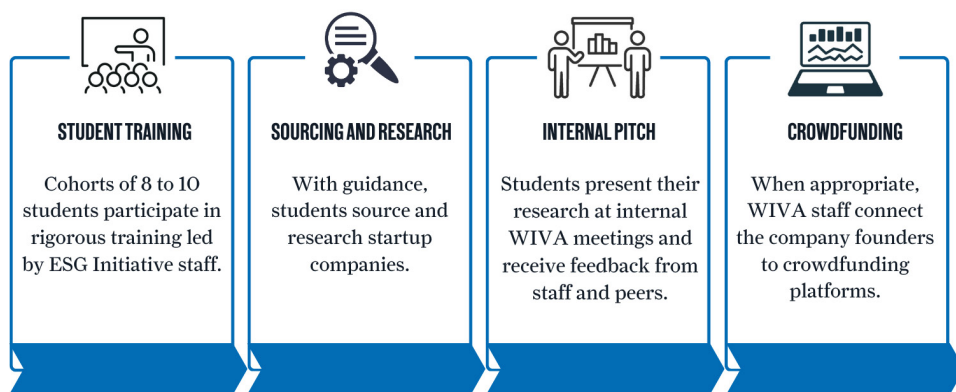 STUDENT TRAINING
Cohorts of 8 to 10
students participate in
rigorous training led
by ESG Initiative staff.
SOURCING AND RESEARCH
With guidance,
students source and
research startup
companies.
INTERNAL PITCH
Students present their
research at internal
WIVA meetings and
receive feedback from
staff and peers.
CROWDFUNDING
When appropriate,
WIVA staff connect
the company founders
to crowdfunding
platforms.